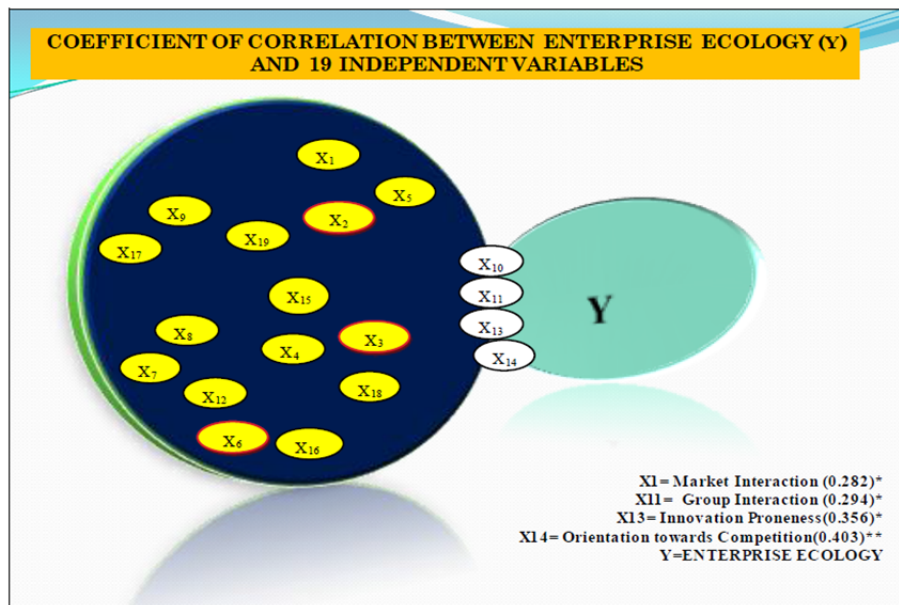 COEFFICIENT OF CORRELATION BETWEEN ENTERPRISE ECOLOGY (Y)
AND 19 INDEPENDENT VARIABLES
X1
X5
X9
X2
X19
X17
X10
X15
X11
Y
X8
X3
X13
X4
X14
X7
X18
X12
X6
X16
X1= Market Interaction (0.282)*
X11= Group Interaction (0.294)*
X13= Innovation Proneness(0.356)*
X14= Orientation towards Competition(0.403)**
Y=ENTERPRISE ECOLOGY